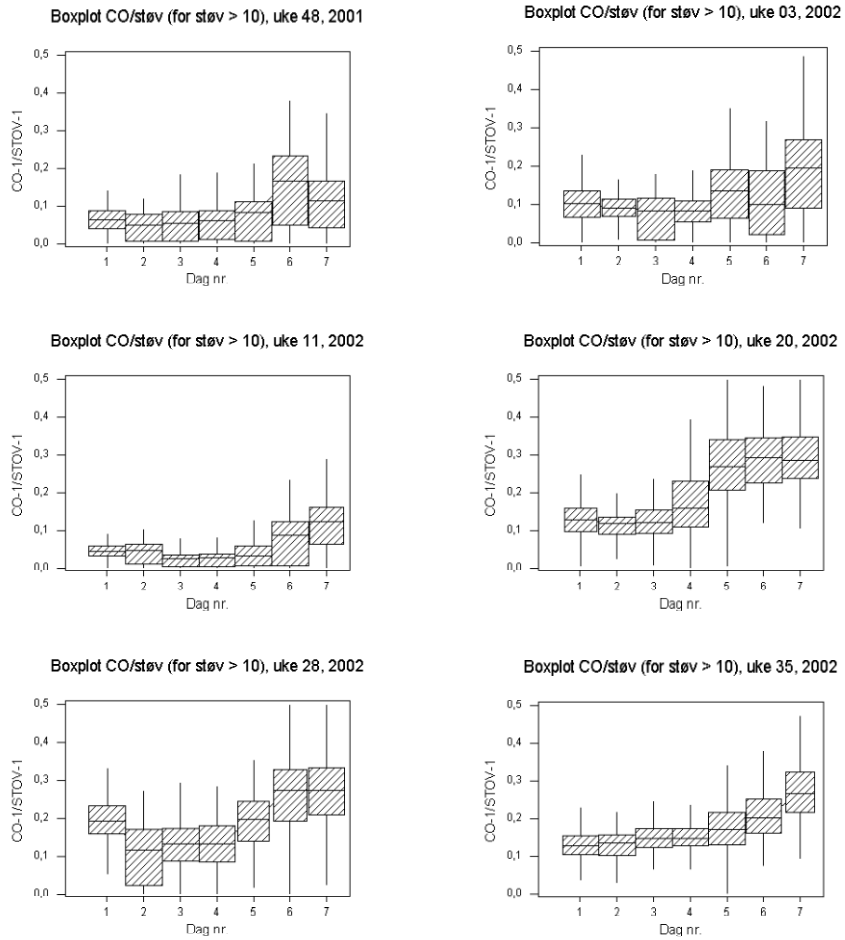 Boxplot CO/støv (for støv > 10), uke 48, 2001
0,5
0,4
0,3
0,2
0,1
0,0
CO-1/STOV-1
1 2 3 4 5 6 7
Dag nr.
Boxplot CO/støv (for støv > 10), uke 03, 2002
0,5
0,4
0,3
0,2
0,1
0,0
CO-1/STOV-1
1 2 3 4 5 6 7
Dag nr.
Boxplot CO/støv (for støv > 10), uke 11, 2002
0,5
0,4
0,3
0,2
0,1
0,0
CO-1/STOV-1
1 2 3 4 5 6 7
Dag nr.
Boxplot CO/støv (for støv > 10), uke 20, 2002
0,5
0,4
0,3
0,2
0,1
0,0
CO-1/STOV-1
1 2 3 4 5 6 7
Dag nr.
Boxplot CO/støv (for støv > 10), uke 28, 2002
0,5
0,4
0,3
0,2
0,1
0,0
CO-1/STOV-1
1 2 3 4 5 6 7
Dag nr.
Boxplot CO/støv (for støv > 10), uke 35, 2002
0,5
0,4
0,3
0,2
0,1
0,0
CO-1/STOV-1
1 2 3 4 5 6 7
Dag nr.